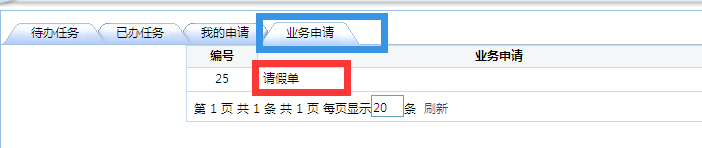 待办任务 已办任务 我的申请 业务申请
编号 业务申请
25 请假单
第 1 页 共 1 条 共 1 页 每页显示 20 条 刷新